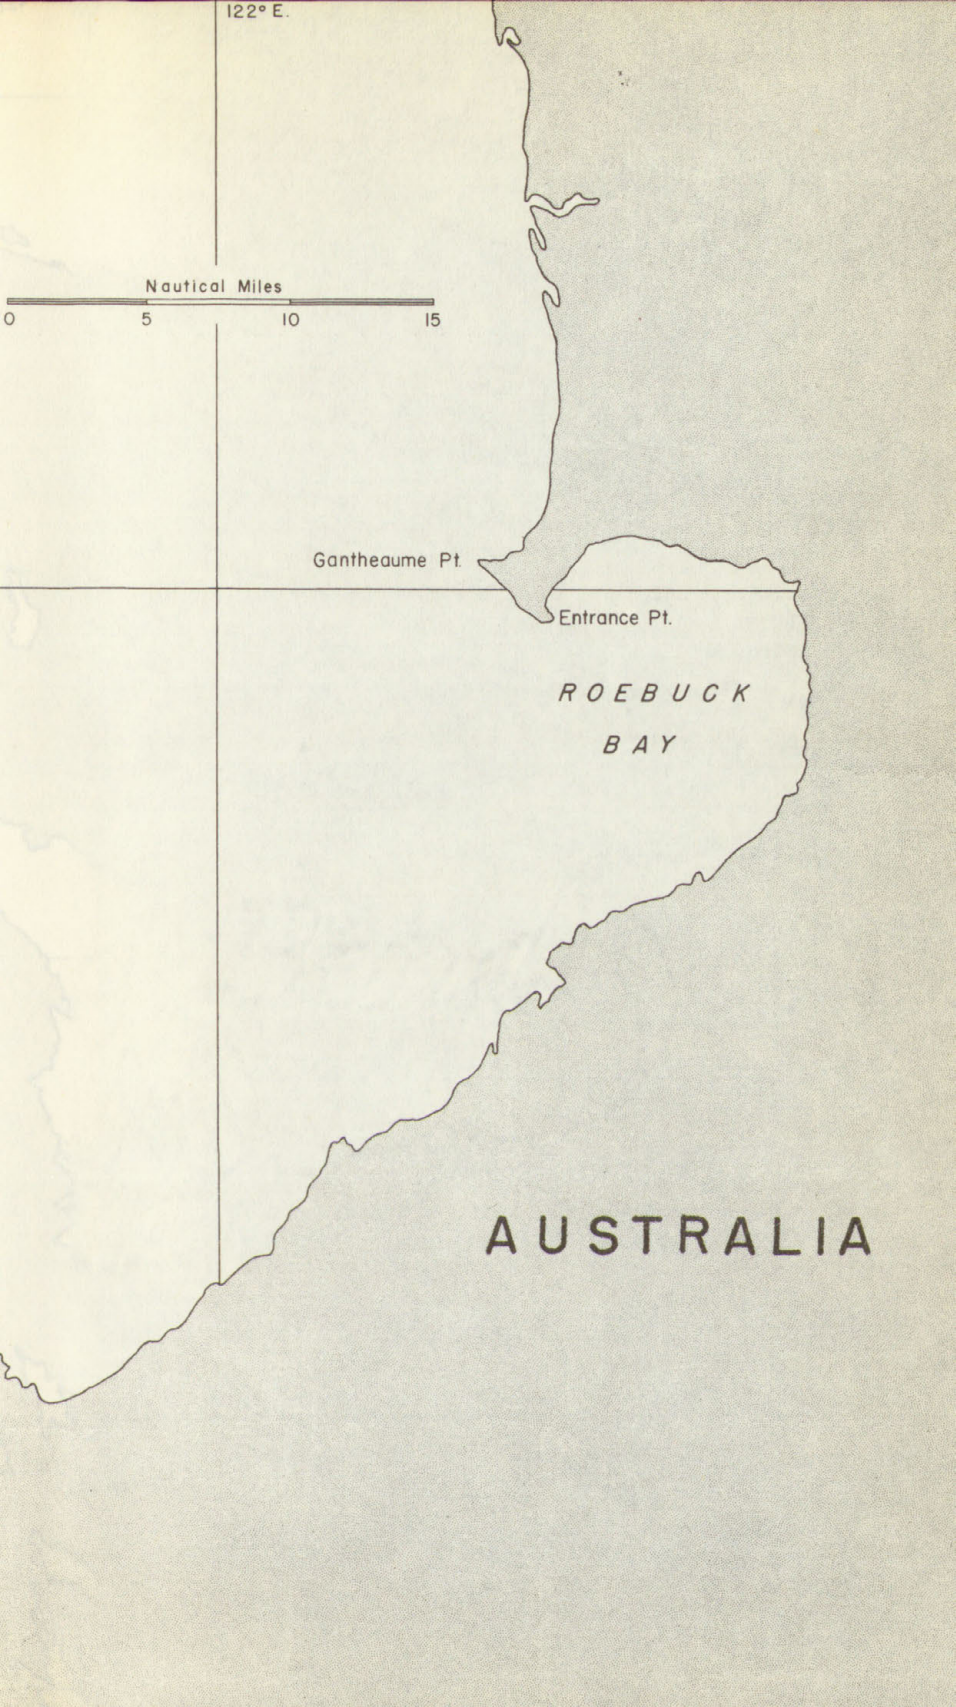 122° E.
Nautical Miles
0 5 10 15
Gantheaume Pt.
Entrance Pt.
ROEBUCK
BAY
AUSTRALIA